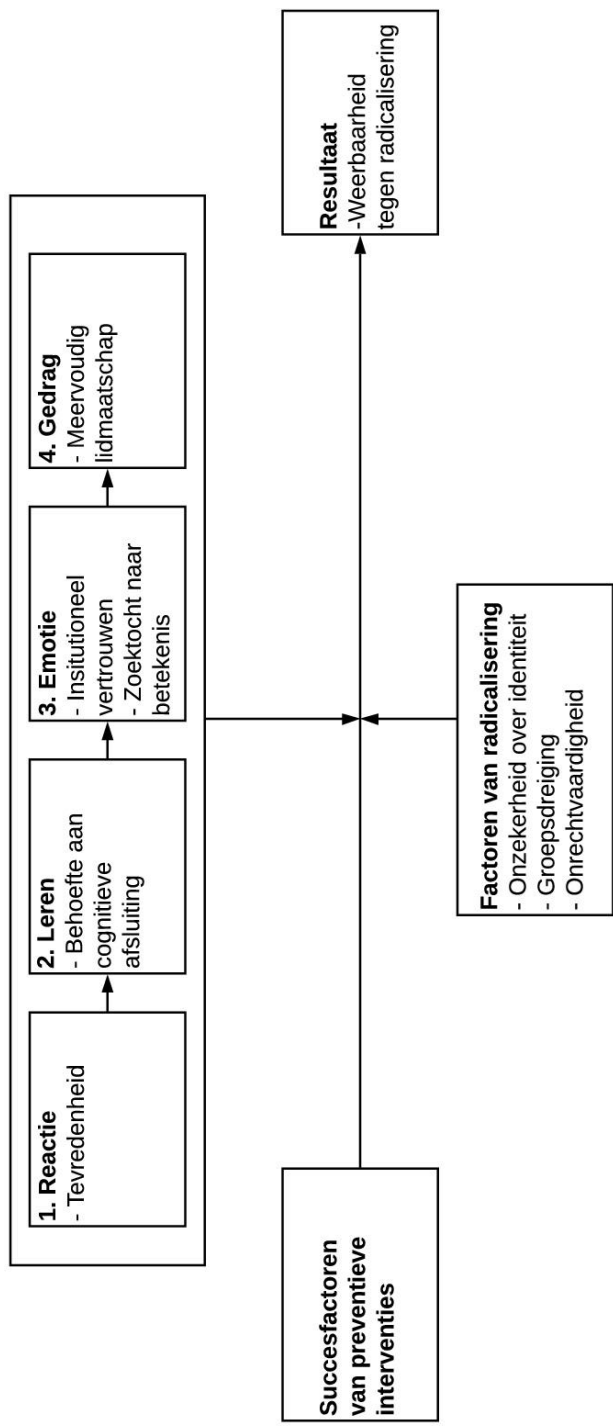 1. Reactie
- Tevredenheid
2. Leren
- Behoefte aan
cognitieve
afsluiting
3. Emotie
- Insitutioneel
vertrouwen
- Zoektocht naar
betekenis
4. Gedrag
- Meervoudig
lidmaatschap
Succesfactoren
van preventieve
interventies
Resultaat
-Weerbaarheid
tegen radicalisering
Factoren van radicalisering
- Onzekerheid over identiteit
- Groepsdreiging
- Onrechtvaardigheid